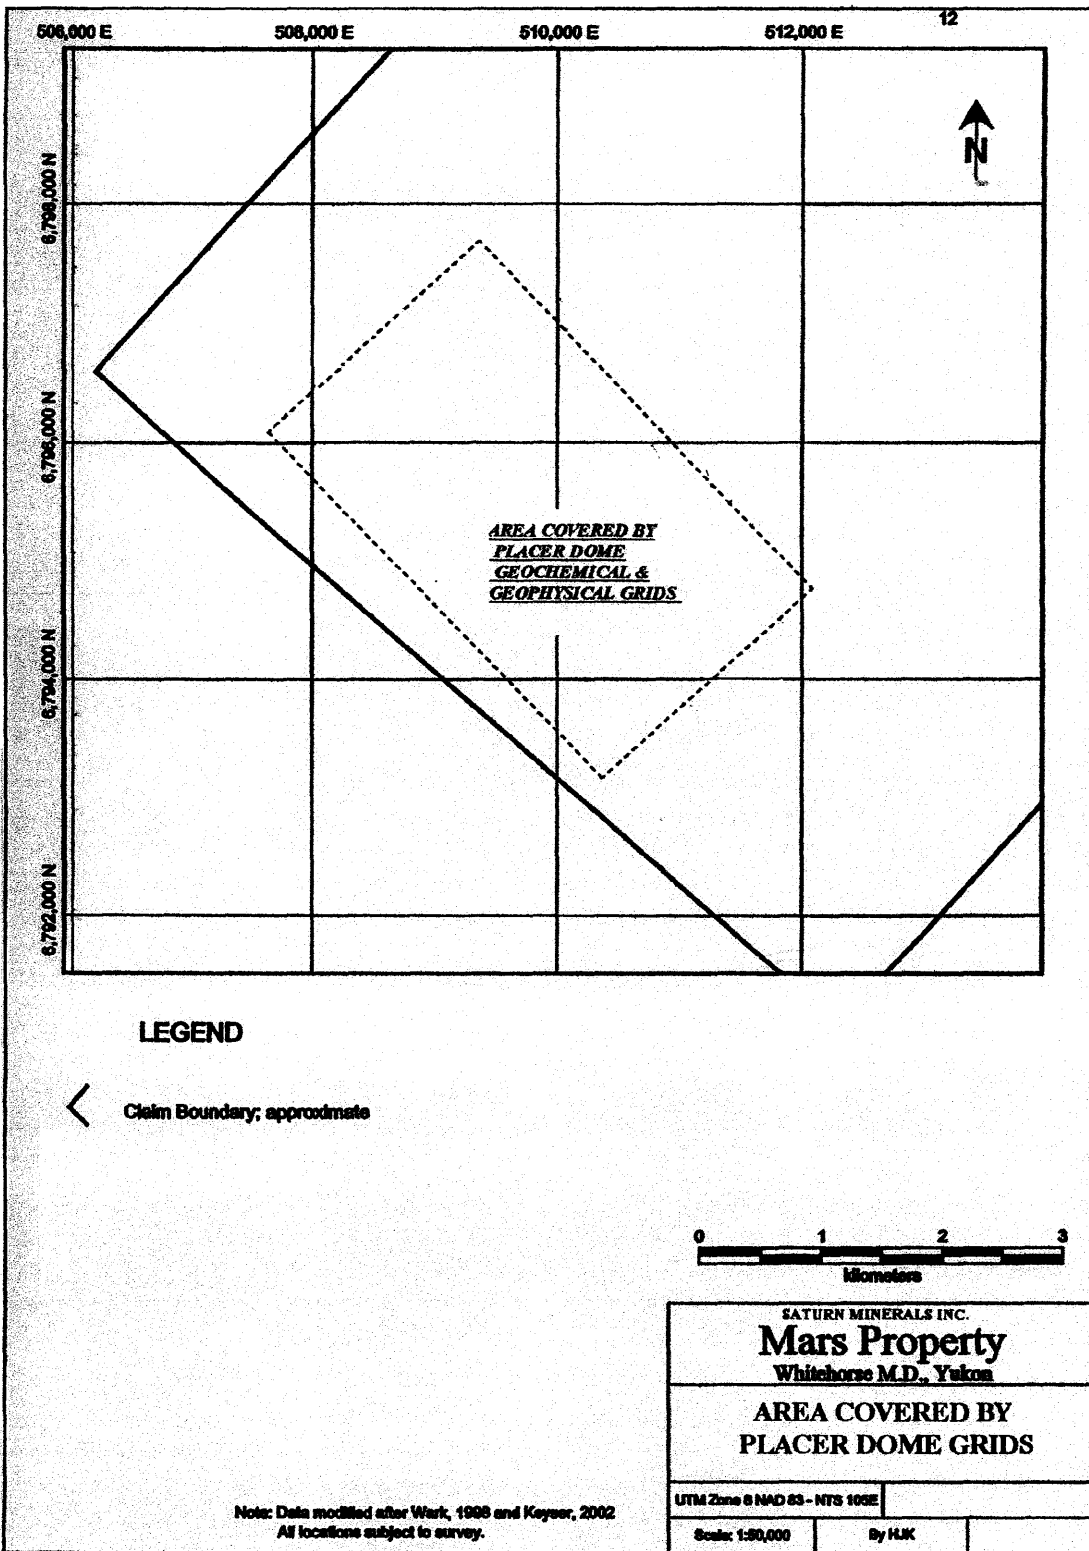 12
506,000 E
508,000 E
510,000 E
512,000 E
N
6,798,000 N
6,796,000 N
6,794,000 N
6,792,000 N
AREA COVERED BY
PLACER DOME
GEOCHEMICAL &
GEOPHYSICAL GRIDS
LEGEND
Claim Boundary; approximate
0 1 2 3
kilometers
SATURN MINERALS INC.
Mars Property
Whitehorse M.D., Yukon
AREA COVERED BY
PLACER DOME GRIDS
UTM Zone 8 NAD 83 - NTS 105E
Scale: 1:50,000
By HJK
Note: Data modified after Wark, 1998 and Keyser, 2002
All locations subject to survey.